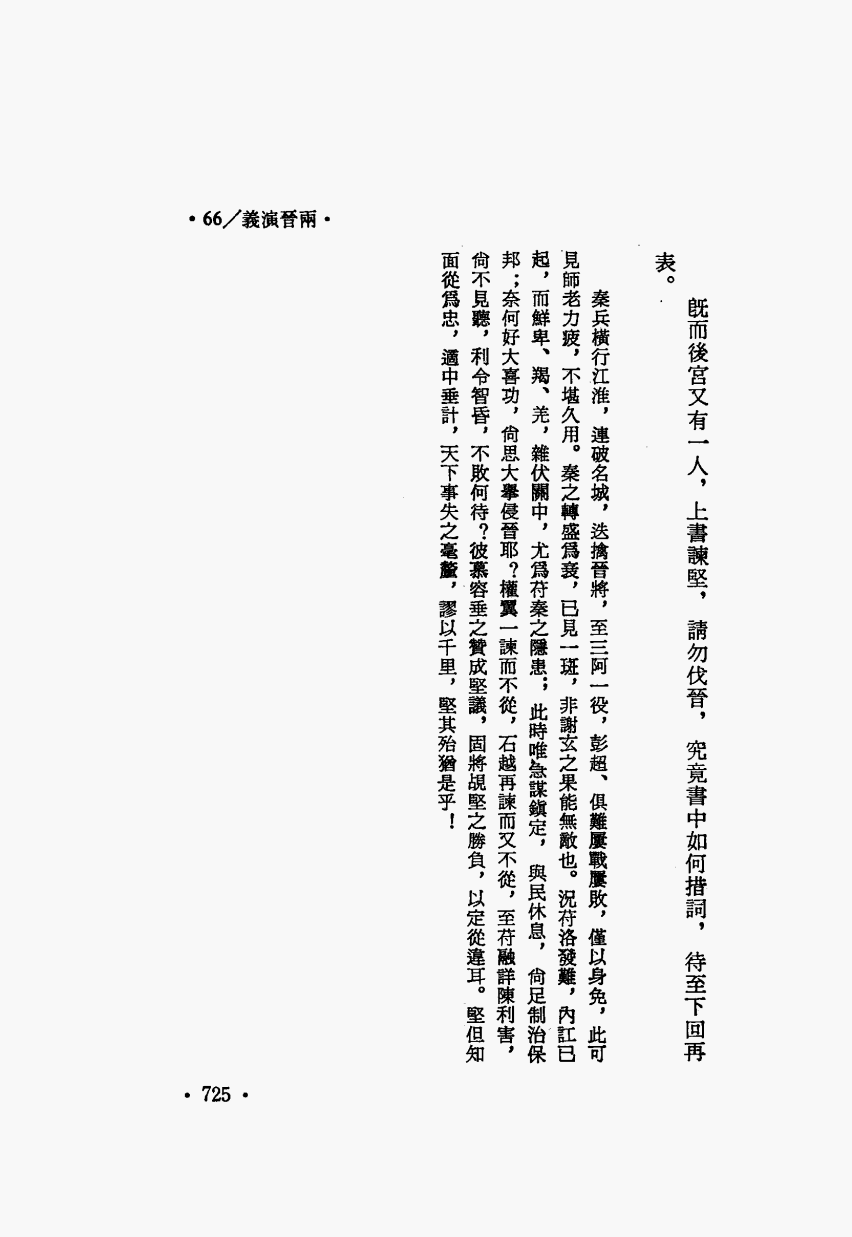 •66／義演晉兩•
既而後宮又有一人，上書諫堅，請勿伐晉，究竟書中如何措詞，待至下回再
表。
秦兵橫行江淮，連破名城，迭擒晉將，至三阿一役，彭超、俱難屢戰屢敗，僅以身免，此可
見師老力疲，不堪久用。秦之轉盛爲衰，已見一斑，非謝玄之果能無敵也。況苻洛發難，內訌已
起，而鮮卑、羯、羌，雜伏關中，尤爲苻秦之隱患；此時唯急謀鎭定，與民休息，尙足制治保
邦；奈何好大喜功，尙思大舉侵晉耶？權翼一諫而不從，石越再諫而又不從，至苻融詳陳利害，
尙不見聽，利令智昏，不敗何待？彼慕容垂之贊成堅議，固將覘堅之勝負，以定從違耳。堅但知
面從爲忠，適中垂計，天下事失之毫釐，謬以千里，堅其殆猶是乎！
•725•